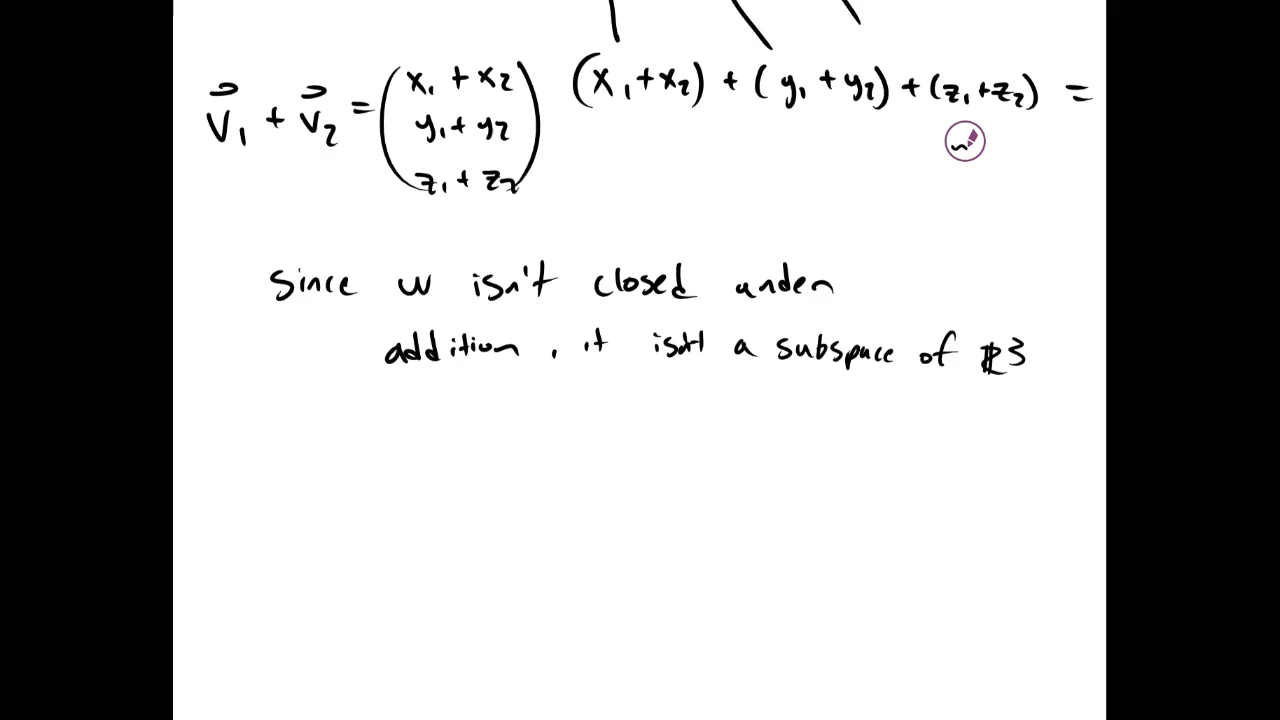 v⃗₁ + v⃗₂ = (x₁ + x₂ y₁ + y₂ z₁ + z₂) (x₁+x₂) + (y₁ + y₂) + (z₁+z₂) =
Since W isn't closed under
addition, it isn't a subspace of ℝ3